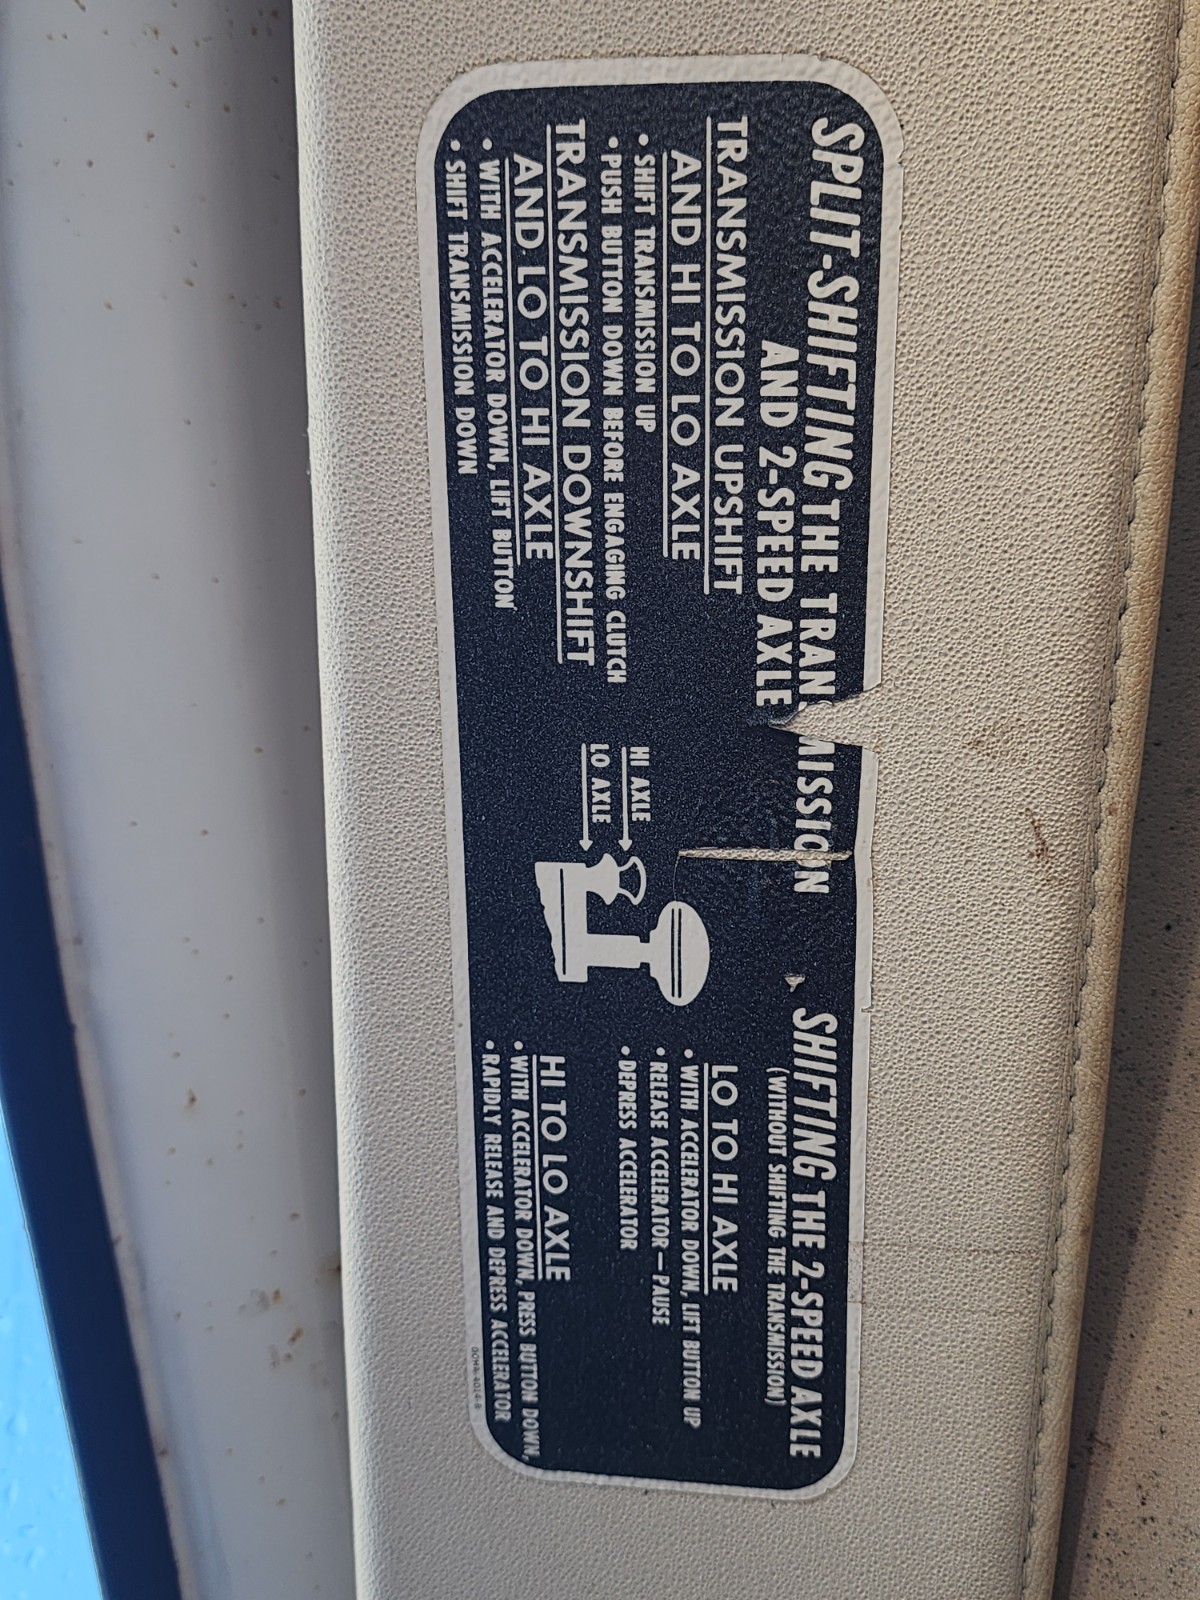 SPLIT-SHIFTING THE TRANSMISSION
AND 2-SPEED AXLE
TRANSMISSION UPSHIFT
AND HI TO LO AXLE
• SHIFT TRANSMISSION UP
• PUSH BUTTON DOWN BEFORE ENGAGING CLUTCH
TRANSMISSION DOWNSHIFT
AND LO TO HI AXLE
• WITH ACCELERATOR DOWN, LIFT BUTTON
• SHIFT TRANSMISSION DOWN
HI AXLE
LO AXLE
SHIFTING THE 2-SPEED AXLE
(WITHOUT SHIFTING THE TRANSMISSION)
LO TO HI AXLE
• WITH ACCELERATOR DOWN, LIFT BUTTON UP
• RELEASE ACCELERATOR — PAUSE
• DEPRESS ACCELERATOR
HI TO LO AXLE
• WITH ACCELERATOR DOWN, PRESS BUTTON DOWN,
• RAPIDLY RELEASE AND DEPRESS ACCELERATOR